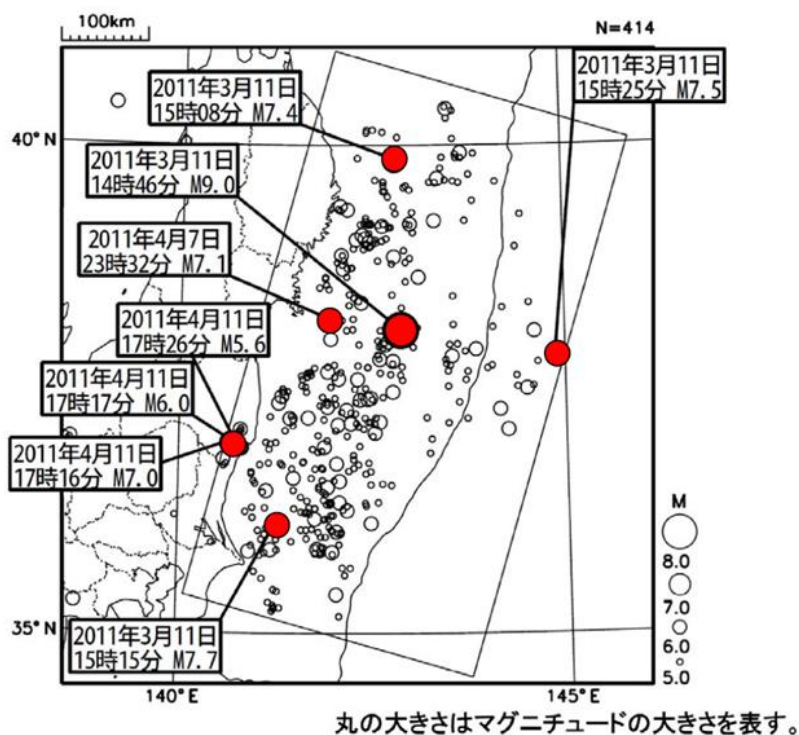 100km
N=414
2011年3月11日
15時25分 M7.5
2011年3月11日
15時08分 M7.4
40°N
2011年3月11日
14時46分 M9.0
2011年4月7日
23時32分 M7.1
2011年4月11日
17時26分 M5.6
2011年4月11日
17時17分 M6.0
2011年4月11日
17時16分 M7.0
M
8.0
7.0
6.0
5.0
35°N
2011年3月11日
15時15分 M7.7
140°E
145°E
丸の大きさはマグニチュードの大きさを表す。